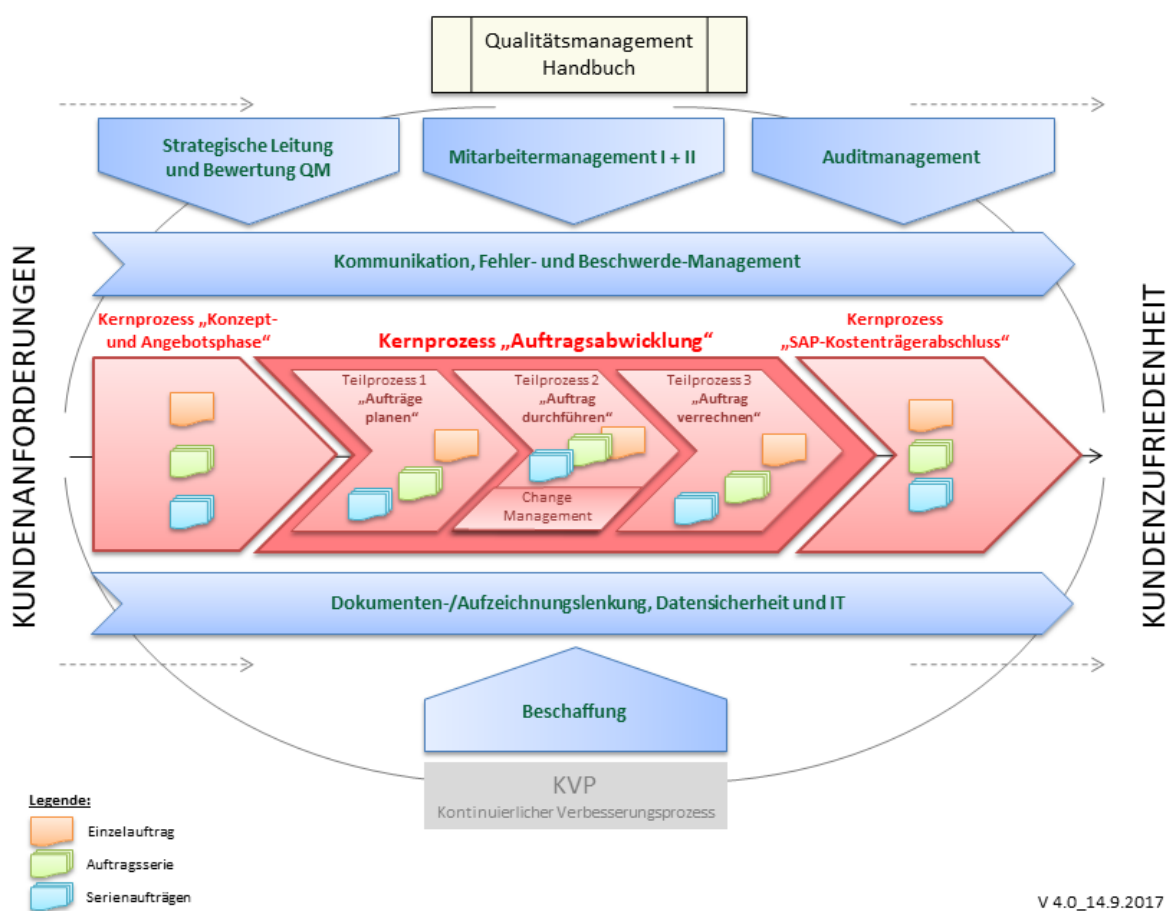 Qualitätsmanagement
Handbuch
Strategische Leitung
und Bewertung QM
Mitarbeitermanagement I + II
Auditmanagement
KUNDENANFORDERUNGEN
Kommunikation, Fehler- und Beschwerde-Management
KUNDENZUFRIEDENHEIT
Kernprozess „Konzept-
und Angebotsphase“
Kernprozess „Auftragsabwicklung“
Kernprozess
„SAP-Kostenträgerabschluss“
Teilprozess 1
„Aufträge
planen“
Teilprozess 2
„Auftrag
durchführen“
Change
Management
Teilprozess 3
„Auftrag
verrechnen“
Dokumenten-/Aufzeichnungslenkung, Datensicherheit und IT
Beschaffung
KVP
Kontinuierlicher Verbesserungsprozess
Legende:
Einzelauftrag
Auftragsserie
Serienaufträgen
V 4.0_14.9.2017